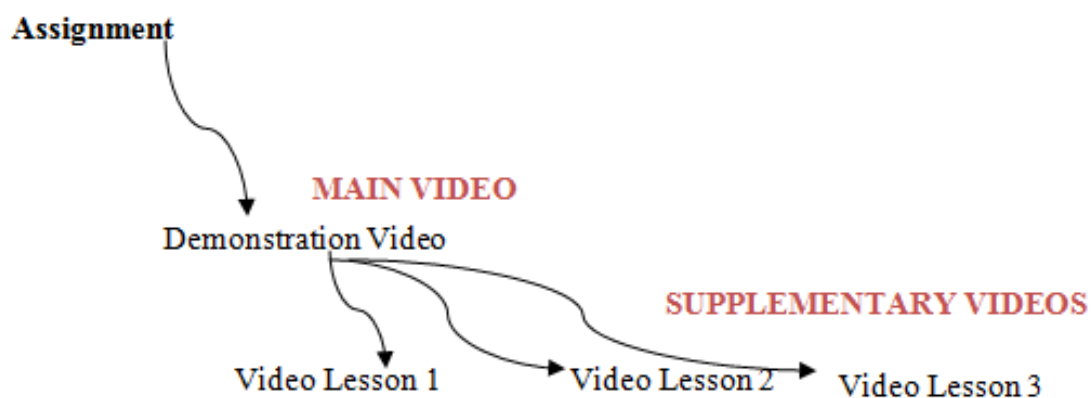 Assignment
MAIN VIDEO
Demonstration Video
SUPPLEMENTARY VIDEOS
Video Lesson 1
Video Lesson 2
Video Lesson 3